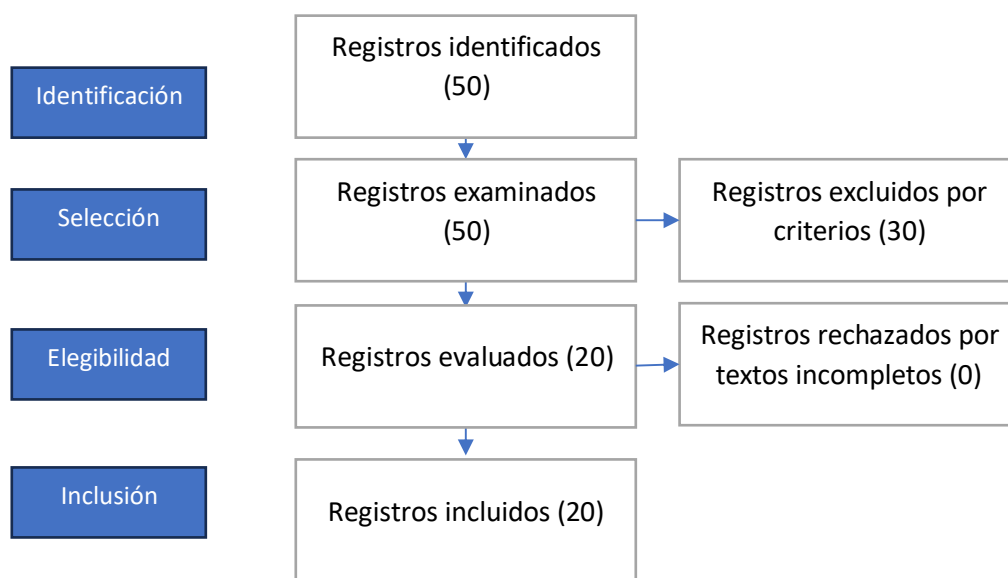 Registros identificados
(50)
Identificación
Registros examinados
(50)
Registros excluidos por
criterios (30)
Selección
Registros evaluados (20)
Registros rechazados por
textos incompletos (0)
Elegibilidad
Registros incluidos (20)
Inclusión